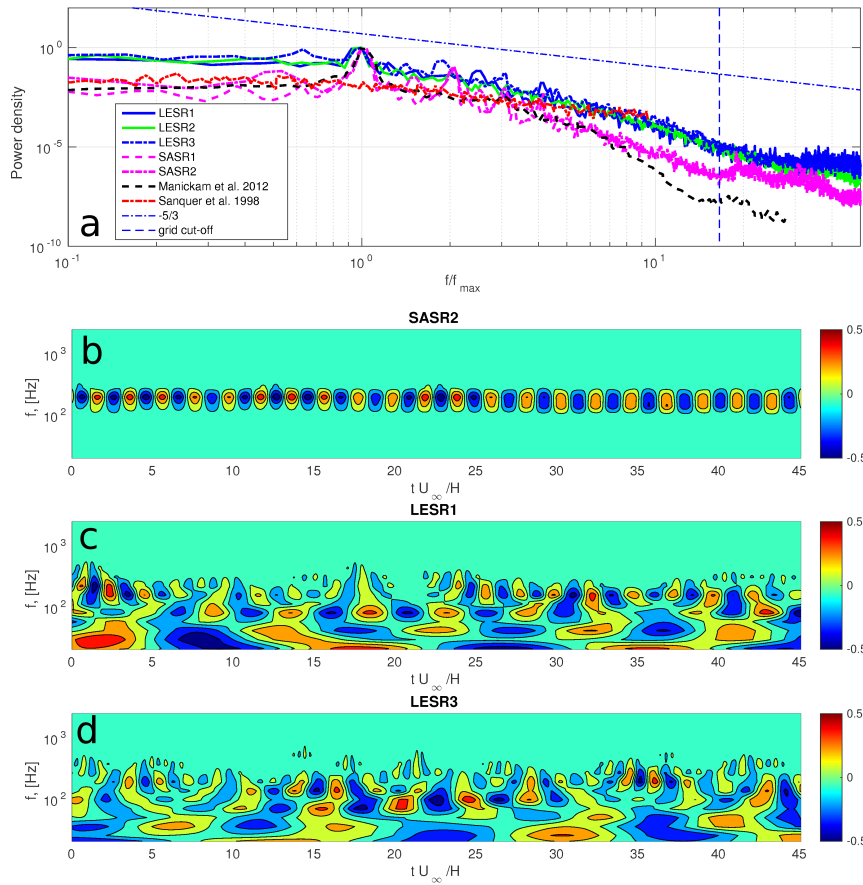 a
Power density
10^0
10^-5
10^-10
LESR1
LESR2
LESR3
SASR1
SASR2
Manickam et al. 2012
Sanquer et al. 1998
-5/3
grid cut-off
10^-1
10^0
10^1
f/f_max
SASR2
b
f, [Hz]
10^3
10^2
0 5 10 15 20 25 30 35 40 45
t U_∞ /H
0.5
0
-0.5
LESR1
c
f, [Hz]
10^3
10^2
0 5 10 15 20 25 30 35 40 45
t U_∞ /H
0.5
0
-0.5
LESR3
d
f, [Hz]
10^3
10^2
0 5 10 15 20 25 30 35 40 45
t U_∞ /H
0.5
0
-0.5